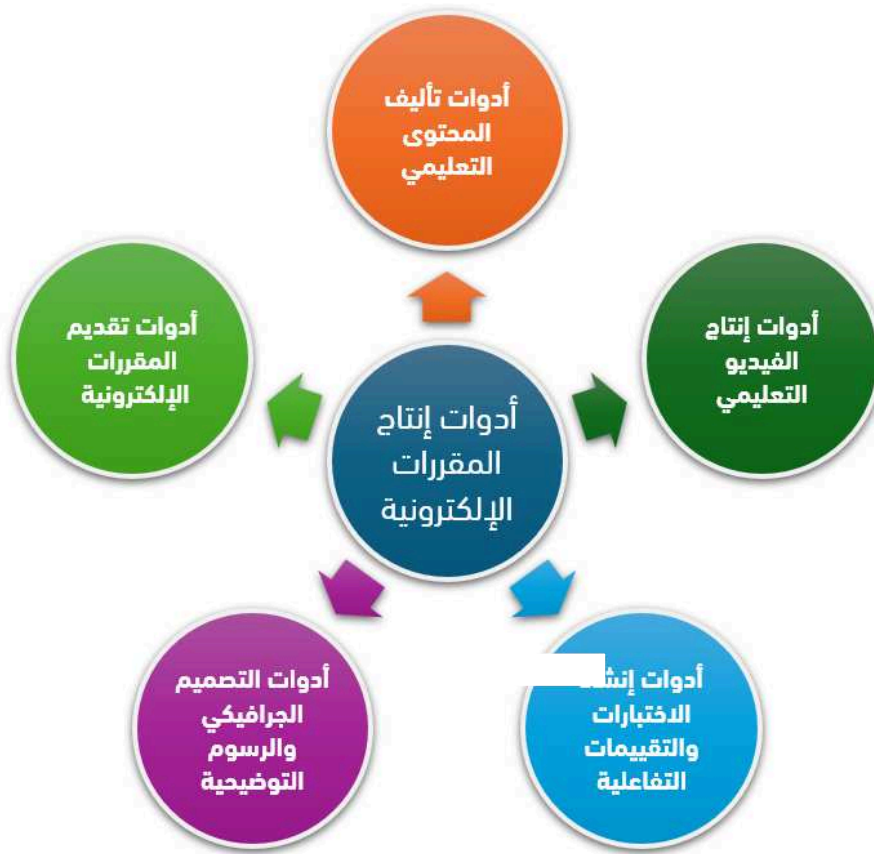 أدوات تأليف
المحتوى
التعليمي
أدوات إنتاج
الفيديو
التعليمي
أدوات تقديم
المقررات
الإلكترونية
أدوات إنتاج
المقررات
الإلكترونية
أدوات
الاختبارات
والتقييمات
التفاعلية
أدوات التصميم
الجرافيكي
والرسوم
التوضيحية